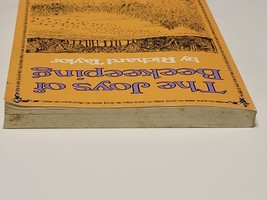 The Joys of
Beekeeping
by Richard Taylor